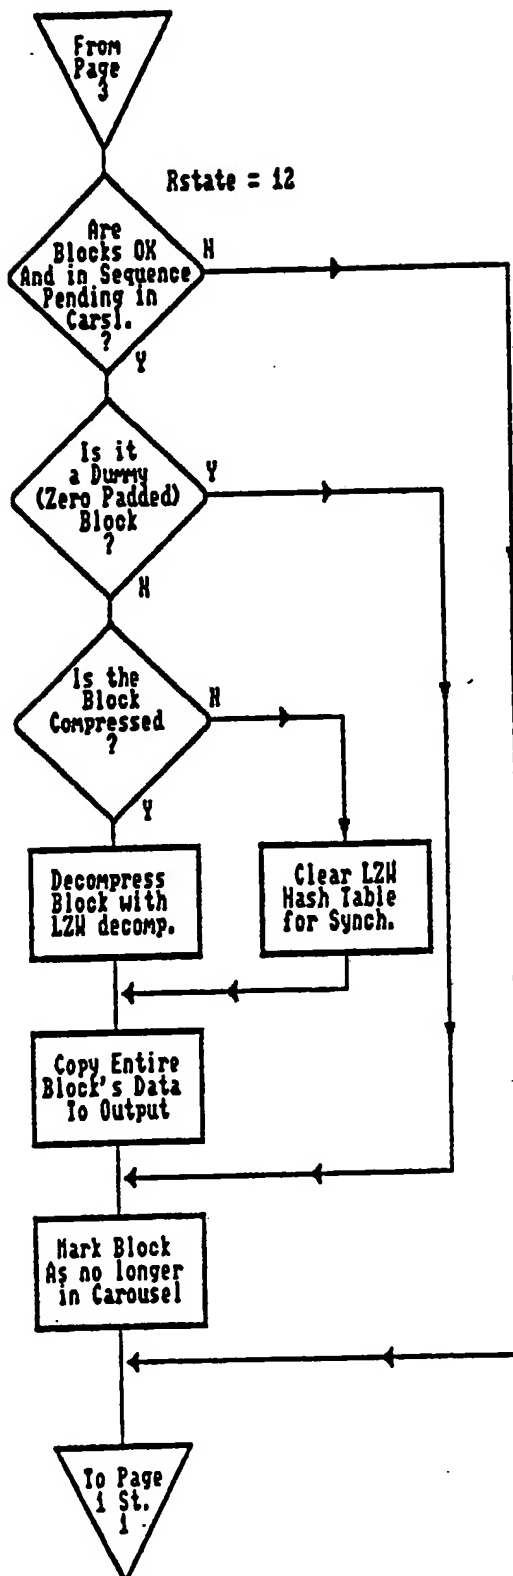 From
Page
3
Rstate = 12
Are
Blocks OK
And in Sequence
Pending in
Carsl.
?
N
Y
Is it
a Dummy
(Zero Padded)
Block
?
Y
N
Is the
Block
Compressed
?
N
Y
Decompress
Block with
LZW decomp.
Clear LZW
Hash Table
for Synch.
Copy Entire
Block's Data
To Output
Mark Block
As no longer
in Carousel
To Page
1 St.
1